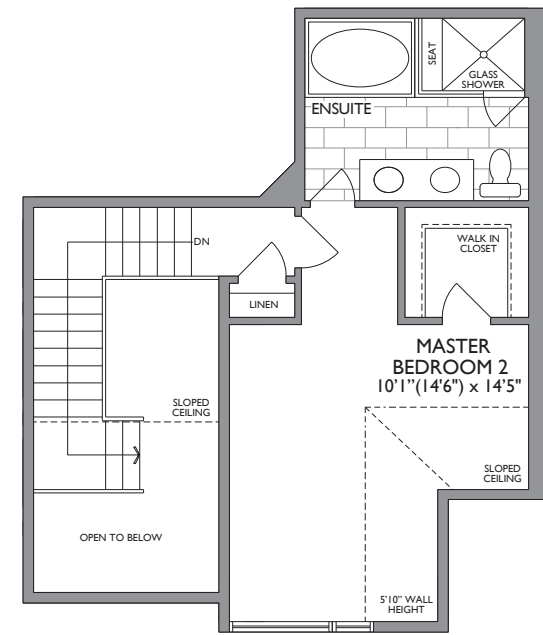 SEAT
GLASS
SHOWER
ENSUITE
DN
WALK IN
CLOSET
LINEN
MASTER
BEDROOM 2
10'1"(14'6") x 14'5"
SLOPED
CEILING
SLOPED
CEILING
OPEN TO BELOW
5'10" WALL
HEIGHT